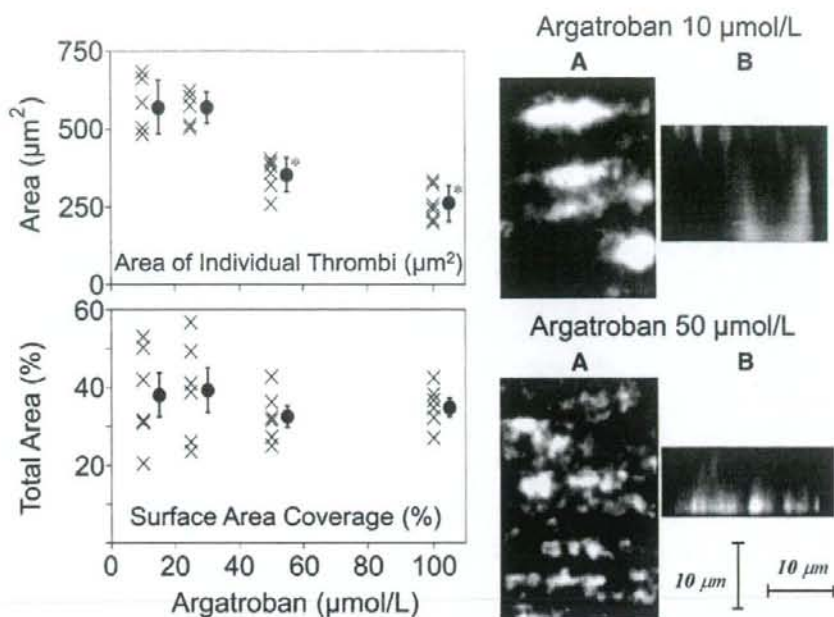 750
500
250
0
Area (µm²)
Area of Individual Thrombi (µm²)
*
*
60
40
20
Total Area (%)
Surface Area Coverage (%)
0 20 40 60 80 100
Argatroban (µmol/L)
Argatroban 10 µmol/L
A B
Argatroban 50 µmol/L
A B
10 µm
10 µm